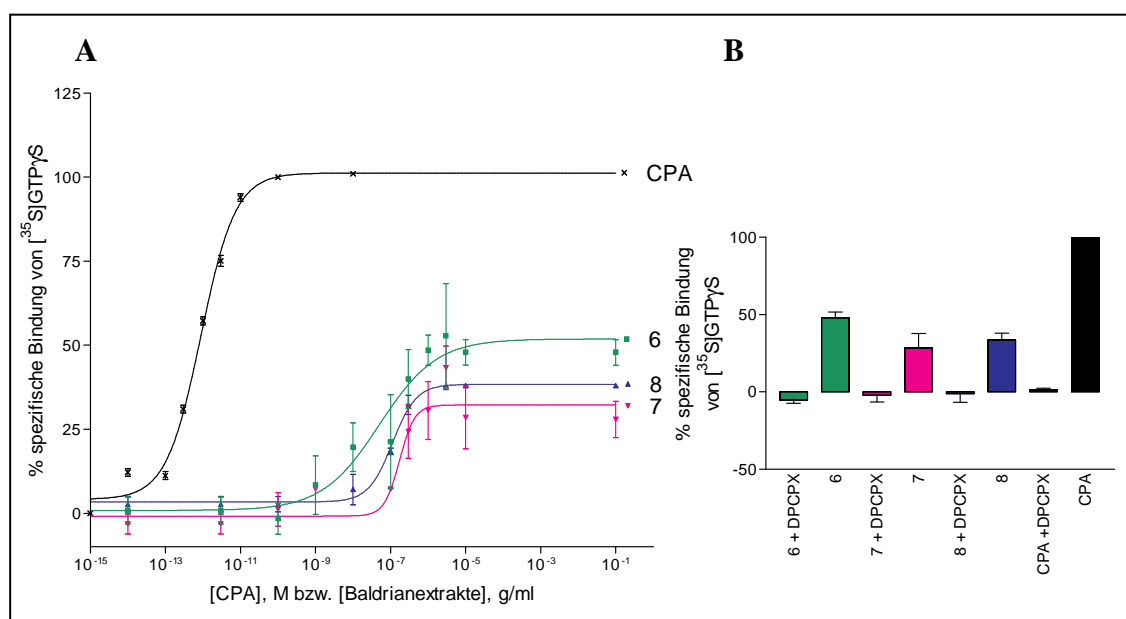 A
% spezifische Bindung von [³⁵S]GTPγS
125
100
75
50
25
0
CPA
6
8
7
10⁻¹⁵ 10⁻¹³ 10⁻¹¹ 10⁻⁹ 10⁻⁷ 10⁻⁵ 10⁻³ 10⁻¹
[CPA], M bzw. [Baldrianextrakte], g/ml
B
% spezifische Bindung
von [³⁵S]GTPγS
100
50
0
-50
6 + DPCPX
6
7 + DPCPX
7
8 + DPCPX
8
CPA +DPCPX
CPA